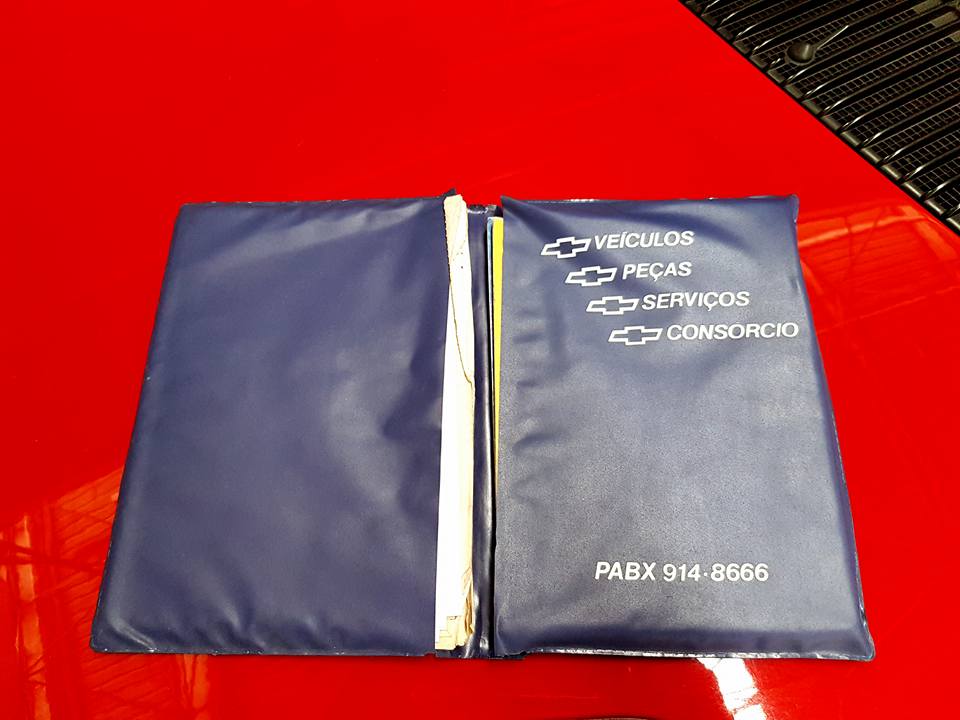 VEÍCULOS
PEÇAS
SERVIÇOS
CONSORCIO
PABX 914-8666